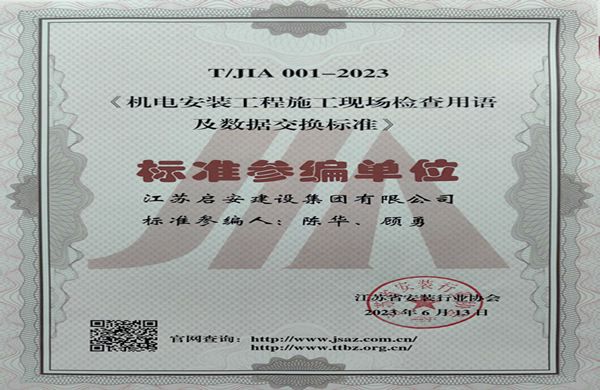 T/JIA 001-2023
《机电安装工程施工现场检查用语
及数据交换标准》
标准参编单位
江苏启安建设集团有限公司
标准参编人：陈华、顾勇
JIA
江苏省安装行业协会
2023年6月13日
官网查询：http://www.jsaz.com.cn/
http://www.ttbz.org.cn/